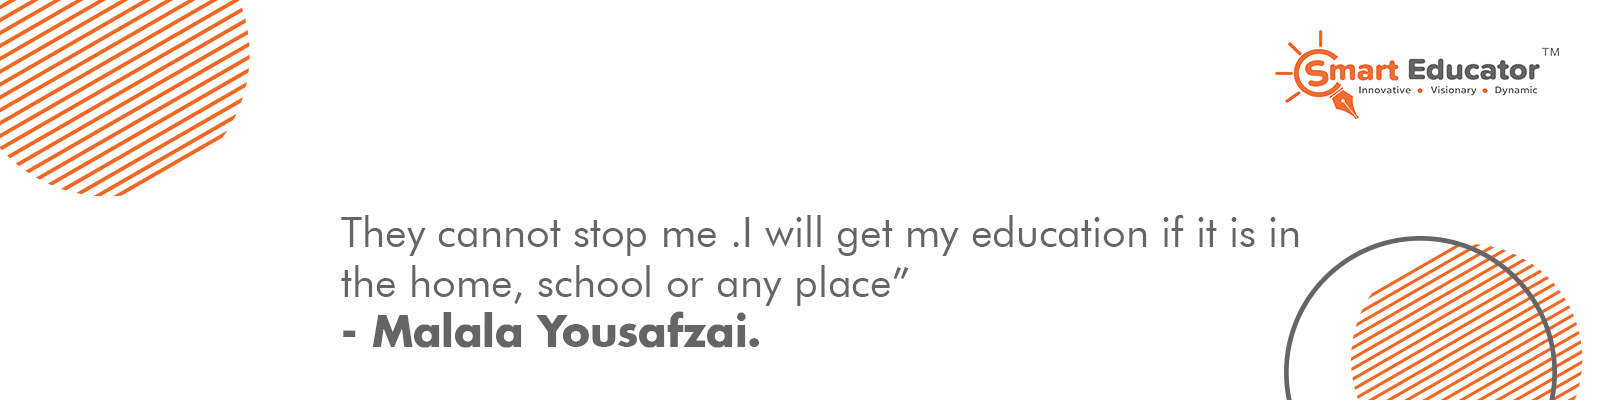 Smart Educator TM
Innovative • Visionary • Dynamic
They cannot stop me .I will get my education if it is in
the home, school or any place”
- Malala Yousafzai.